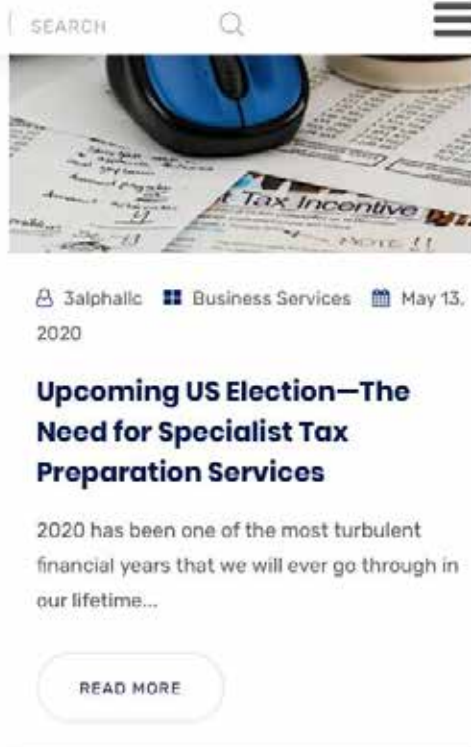 SEARCH
Tax Incentive
NOTE !!
3alphallc Business Services May 13,
2020
Upcoming US Election—The
Need for Specialist Tax
Preparation Services
2020 has been one of the most turbulent
financial years that we will ever go through in
our lifetime...
READ MORE